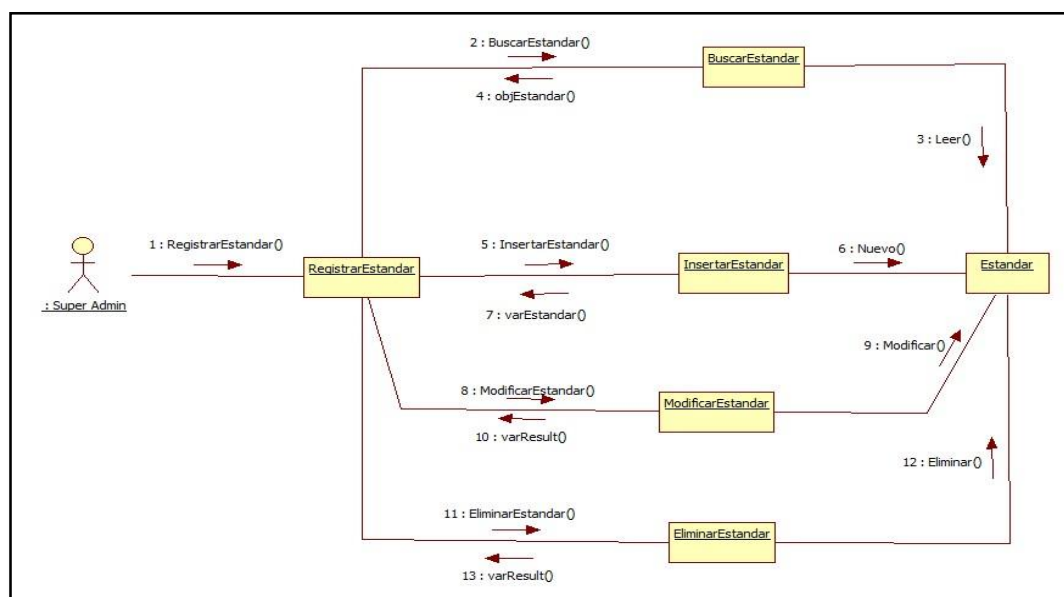 2 : BuscarEstandar()
BuscarEstandar
4 : objEstandar()
3 : Leer()
1 : RegistrarEstandar()
5 : InsertarEstandar()
6 : Nuevo()
RegistrarEstandar
InsertarEstandar
Estandar
: Super Admin
7 : varEstandar()
9 : Modificar()
8 : ModificarEstandar()
ModificarEstandar
10 : varResult()
12 : Eliminar()
11 : EliminarEstandar()
EliminarEstandar
13 : varResult()